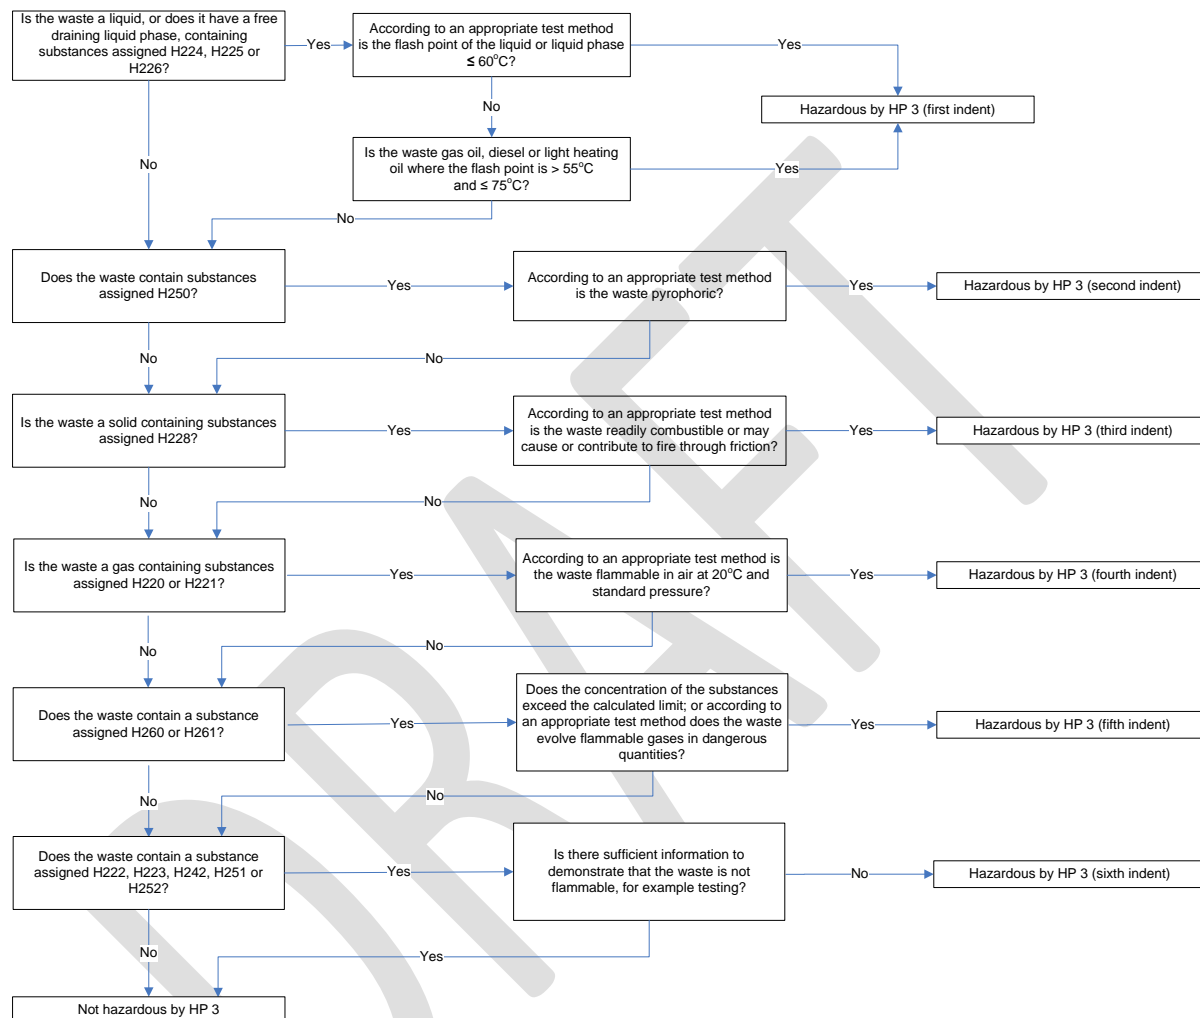 Is the waste a liquid, or does it have a free
draining liquid phase, containing
substances assigned H224, H225 or
H226?
Yes
According to an appropriate test method
is the flash point of the liquid or liquid phase
≤ 60°C?
Yes
No
Hazardous by HP 3 (first indent)
No
Is the waste gas oil, diesel or light heating
oil where the flash point is > 55°C
and ≤ 75°C?
Yes
No
Does the waste contain substances
assigned H250?
Yes
According to an appropriate test method
is the waste pyrophoric?
Yes
Hazardous by HP 3 (second indent)
No
No
Is the waste a solid containing substances
assigned H228?
Yes
According to an appropriate test method
is the waste readily combustible or may
cause or contribute to fire through friction?
Yes
Hazardous by HP 3 (third indent)
No
No
Is the waste a gas containing substances
assigned H220 or H221?
Yes
According to an appropriate test method is
the waste flammable in air at 20°C and
standard pressure?
Yes
Hazardous by HP 3 (fourth indent)
No
No
Does the waste contain a substance
assigned H260 or H261?
Yes
Does the concentration of the substances
exceed the calculated limit; or according to
an appropriate test method does the waste
evolve flammable gases in dangerous
quantities?
Yes
Hazardous by HP 3 (fifth indent)
No
No
Does the waste contain a substance
assigned H222, H223, H242, H251 or
H252?
Yes
Is there sufficient information to
demonstrate that the waste is not
flammable, for example testing?
No
Hazardous by HP 3 (sixth indent)
No
Yes
Not hazardous by HP 3
DRAFT